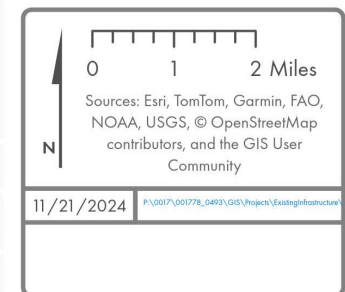 0 1 2 Miles
Sources: Esri, TomTom, Garmin, FAO,
NOAA, USGS, © OpenStreetMap
contributors, and the GIS User
Community
N
11/21/2024
P:\0017\001778_0493\GIS\Projects\ExistingInfrastructure\